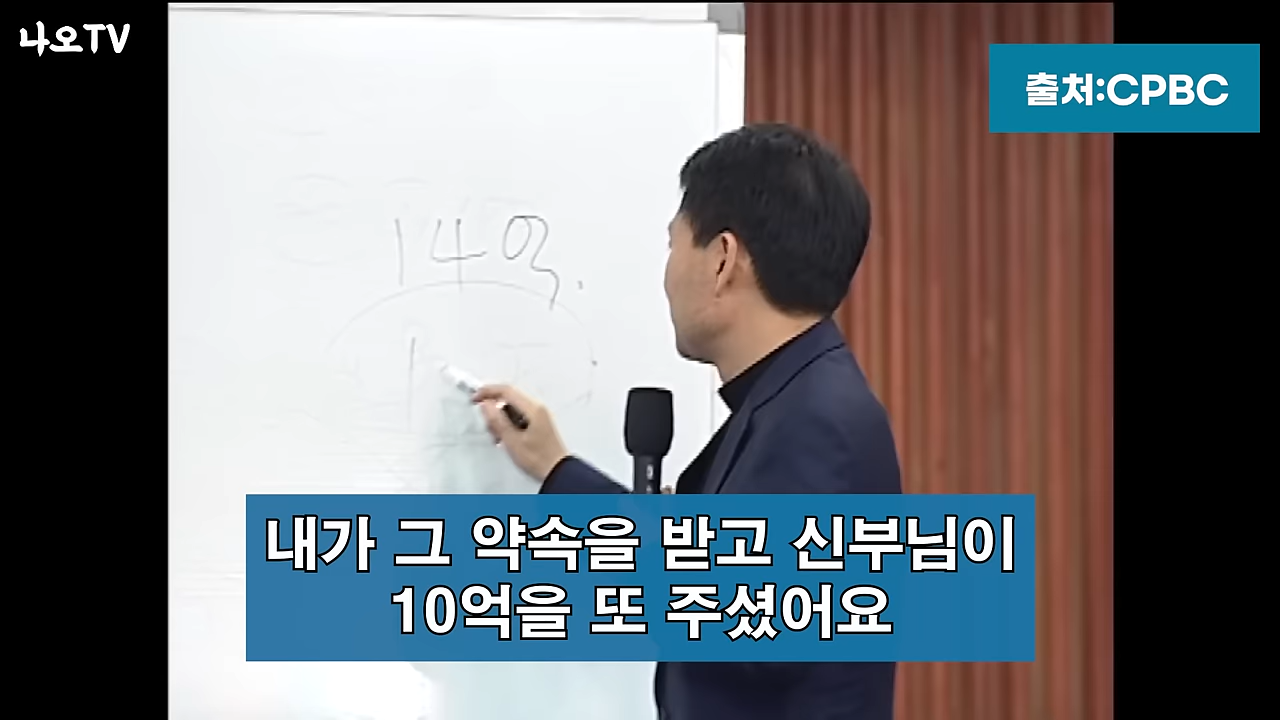 나오TV
출처:CPBC
14억.
내가 그 약속을 받고 신부님이
10억을 또 주셨어요